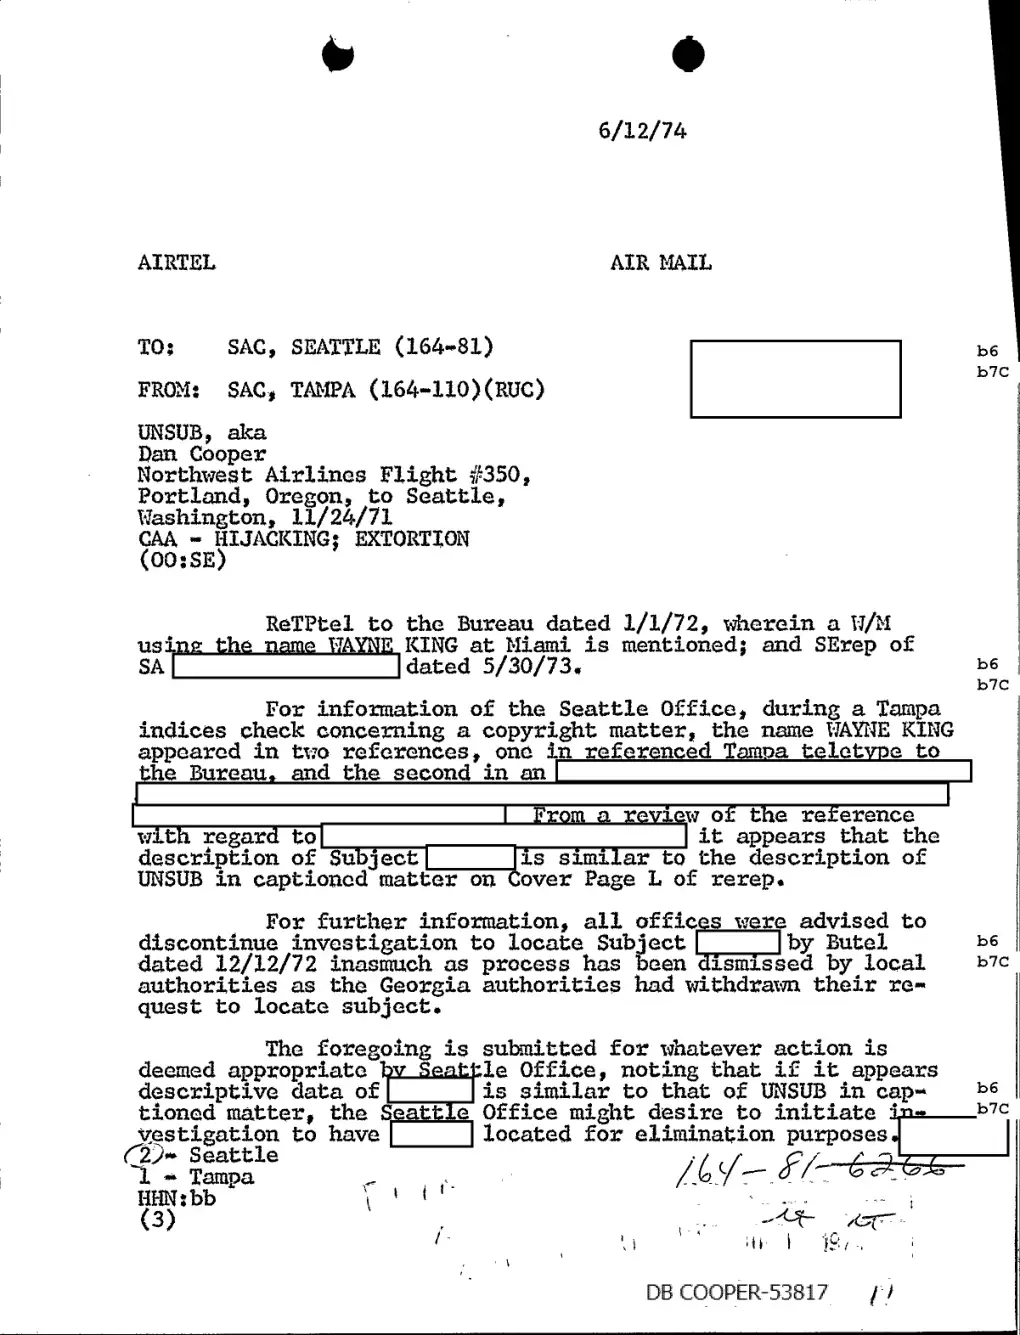 6/12/74
AIRTEL AIR MAIL
TO: SAC, SEATTLE (164-81)
b6
b7C
FROM: SAC, TAMPA (164-110)(RUC)
UNSUB, aka
Dan Cooper
Northwest Airlines Flight #350,
Portland, Oregon, to Seattle,
Washington, 11/24/71
CAA - HIJACKING; EXTORTION
(OO:SE)
ReTPtel to the Bureau dated 1/1/72, wherein a W/M
using the name WAYNE KING at Miami is mentioned; and SErep of
SA dated 5/30/73.
b6
b7C
For information of the Seattle Office, during a Tampa
indices check concerning a copyright matter, the name WAYNE KING
appeared in two references, one in referenced Tampa teletype to
the Bureau, and the second in an
From a review of the reference
with regard to it appears that the
description of Subject is similar to the description of
UNSUB in captioned matter on Cover Page L of rerep.
For further information, all offices were advised to
discontinue investigation to locate Subject by Butel
dated 12/12/72 inasmuch as process has been dismissed by local
authorities as the Georgia authorities had withdrawn their re-
quest to locate subject.
b6
b7C
The foregoing is submitted for whatever action is
deemed appropriate by Seattle Office, noting that if it appears
descriptive data of is similar to that of UNSUB in cap-
tioned matter, the Seattle Office might desire to initiate in-
vestigation to have located for elimination purposes.
b6
b7C
2 - Seattle
1 - Tampa
HHN:bb
(3)
164-81-6266
DB COOPER-53817